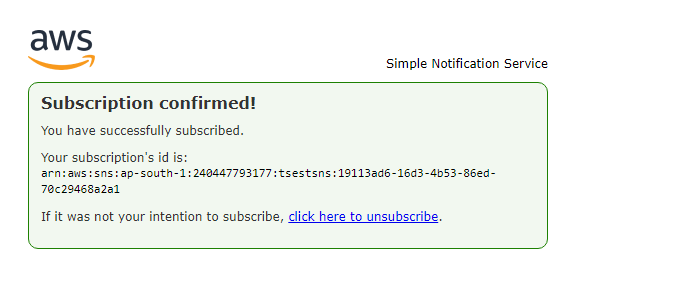 aws
Simple Notification Service
Subscription confirmed!
You have successfully subscribed.
Your subscription's id is:
arn:aws:sns:ap-south-1:240447793177:tsestsns:19113ad6-16d3-4b53-86ed-
70c29468a2a1
If it was not your intention to subscribe, click here to unsubscribe.